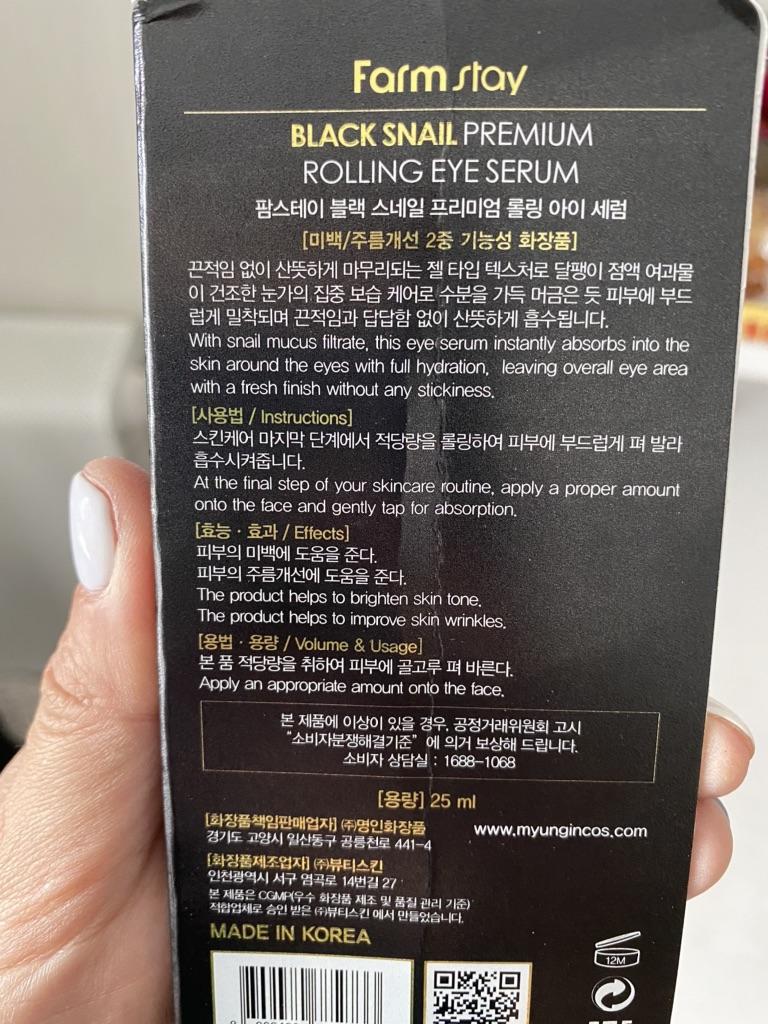 Farmstay
BLACK SNAIL PREMIUM
ROLLING EYE SERUM
팜스테이 블랙 스네일 프리미엄 롤링 아이 세럼
[미백/주름개선 2중 기능성 화장품]
끈적임 없이 산뜻하게 마무리되는 젤 타입 텍스처로 달팽이 점액 여과물
이 건조한 눈가의 집중 보습 케어로 수분을 가득 머금은 듯 피부에 부드
럽게 밀착되며 끈적임과 답답함 없이 산뜻하게 흡수됩니다.
With snail mucus filtrate, this eye serum instantly absorbs into the
skin around the eyes with full hydration, leaving overall eye area
with a fresh finish without any stickiness.
[사용법 / Instructions]
스킨케어 마지막 단계에서 적당량을 롤링하여 피부에 부드럽게 펴 발라
흡수시켜줍니다.
At the final step of your skincare routine, apply a proper amount
onto the face and gently tap for absorption.
[효능 · 효과 / Effects]
피부의 미백에 도움을 준다.
피부의 주름개선에 도움을 준다.
The product helps to brighten skin tone.
The product helps to improve skin wrinkles.
[용법 · 용량 / Volume & Usage]
본 품 적당량을 취하여 피부에 골고루 펴 바른다.
Apply an appropriate amount onto the face.
본 제품에 이상이 있을 경우, 공정거래위원회 고시
“소비자분쟁해결기준” 에 의거 보상해 드립니다.
소비자 상담실 : 1688-1068
[용량] 25 ml
[화장품책임판매업자] ㈜명인화장품
경기도 고양시 일산동구 공릉천로 441-4
www.myungincos.com
[화장품제조업자] ㈜뷰티스킨
인천광역시 서구 염곡로 14번길 27
본 제품은 CGMP(우수 화장품 제조 및 품질 관리 기준)
적합업체로 승인 받은 ㈜뷰티스킨 에서 만들었습니다.
MADE IN KOREA
12M